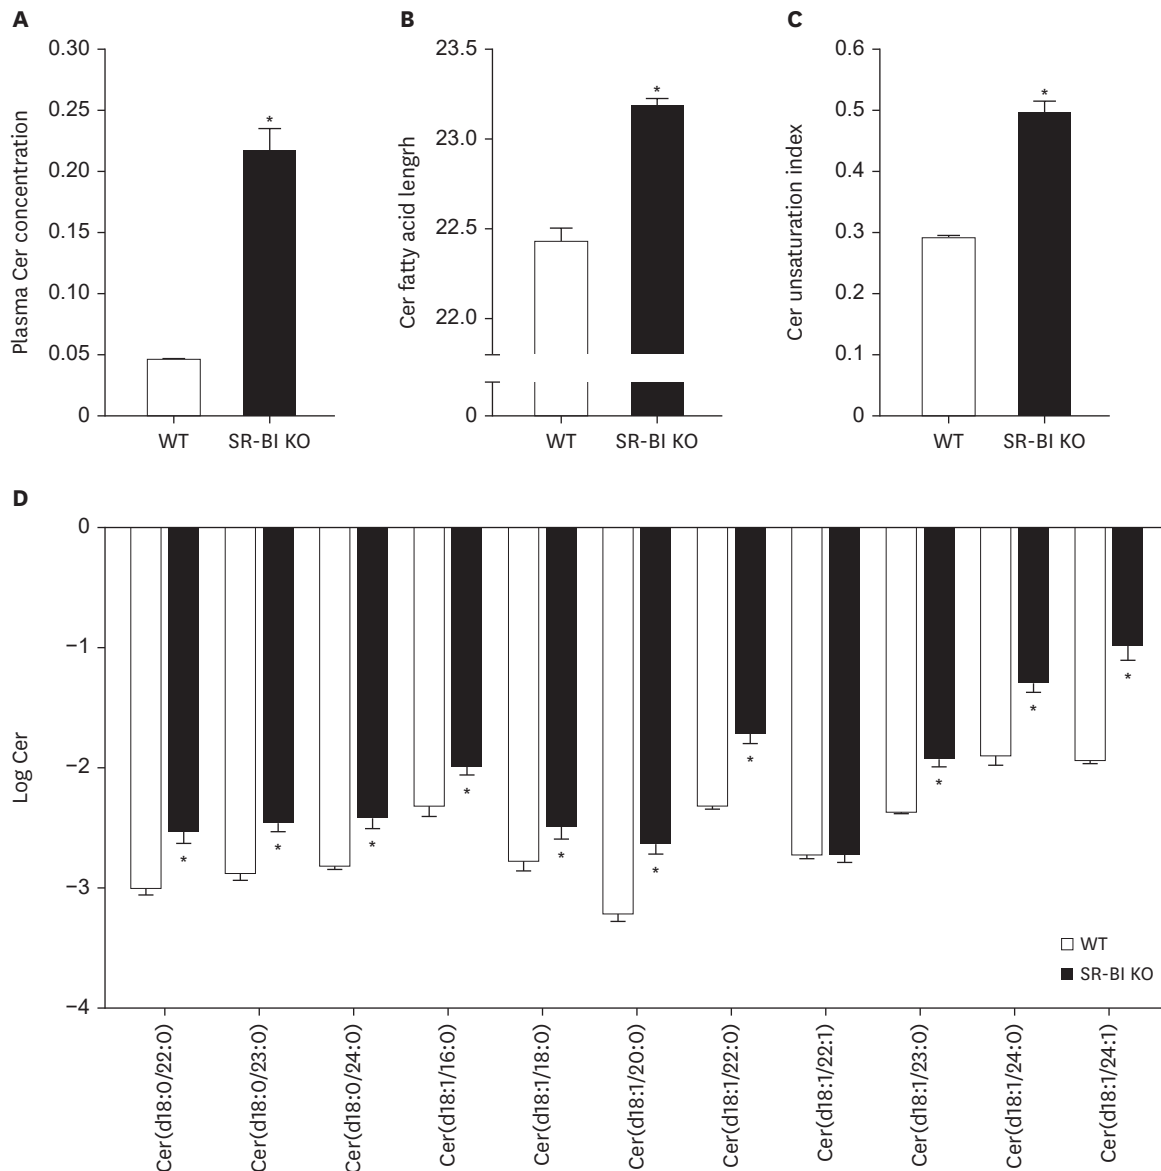 A
B
C
Plasma Cer concentration
0.30
0.25
0.20
0.15
0.10
0.05
0
*
WT
SR-BI KO
Cer fatty acid lengrh
23.5
23.0
22.5
22.0
0
*
WT
SR-BI KO
Cer unsaturation index
0.6
0.5
0.4
0.3
0.2
0.1
0
*
WT
SR-BI KO
D
Log Cer
0
−1
−2
−3
−4
* * * * * * * * * *
WT
SR-BI KO
Cer(d18:0/22:0)
Cer(d18:0/23:0)
Cer(d18:0/24:0)
Cer(d18:1/16:0)
Cer(d18:1/18:0)
Cer(d18:1/20:0)
Cer(d18:1/22:0)
Cer(d18:1/22:1)
Cer(d18:1/23:0)
Cer(d18:1/24:0)
Cer(d18:1/24:1)